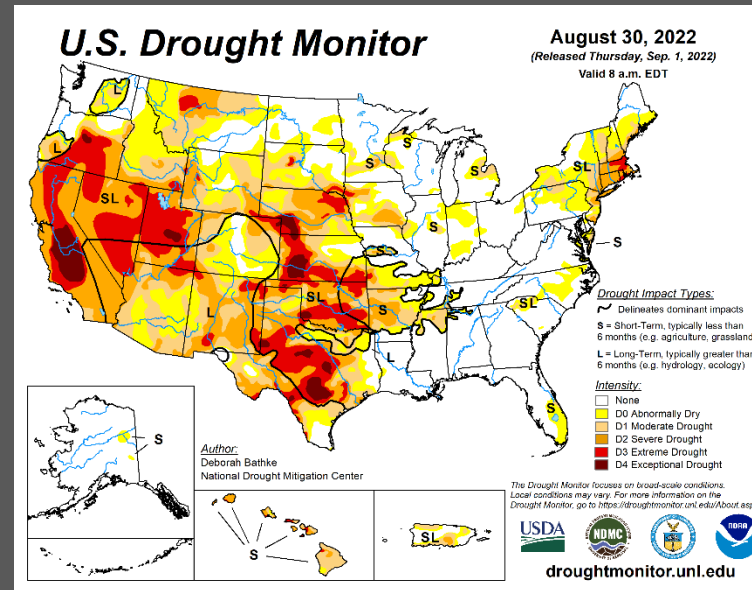 U.S. Drought Monitor
August 30, 2022
(Released Thursday, Sep. 1, 2022)
Valid 8 a.m. EDT
L
S
L
S
S
SL
SL
S
S
S
L
SL
S
SL
L
S
Drought Impact Types:
Delineates dominant impacts
S = Short-Term, typically less than
6 months (e.g. agriculture, grassland
L = Long-Term, typically greater than
6 months (e.g. hydrology, ecology)
Intensity:
None
D0 Abnormally Dry
D1 Moderate Drought
D2 Severe Drought
D3 Extreme Drought
D4 Exceptional Drought
S
Author:
Deborah Bathke
National Drought Mitigation Center
S
SL
The Drought Monitor focuses on broad-scale conditions.
Local conditions may vary. For more information on the
Drought Monitor, go to https://droughtmonitor.unl.edu/About.asp
USDA
NDMC
NOAA
droughtmonitor.unl.edu